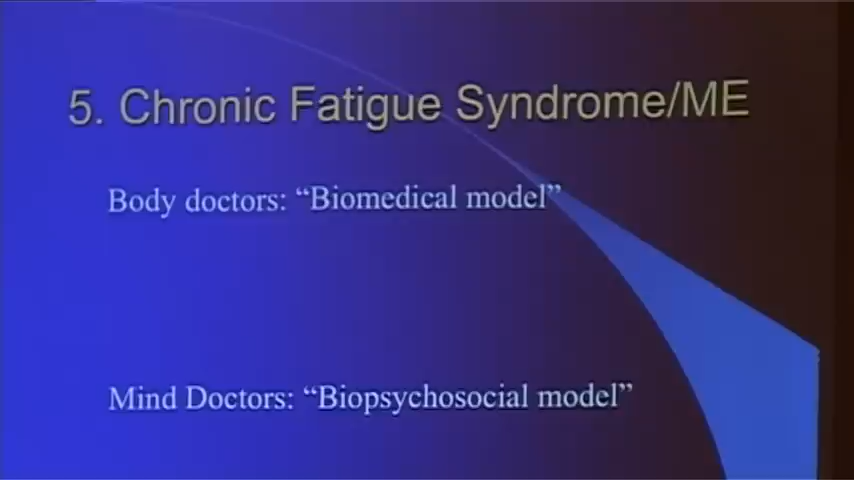 5. Chronic Fatigue Syndrome/ME
Body doctors: “Biomedical model”
Mind Doctors: “Biopsychosocial model”